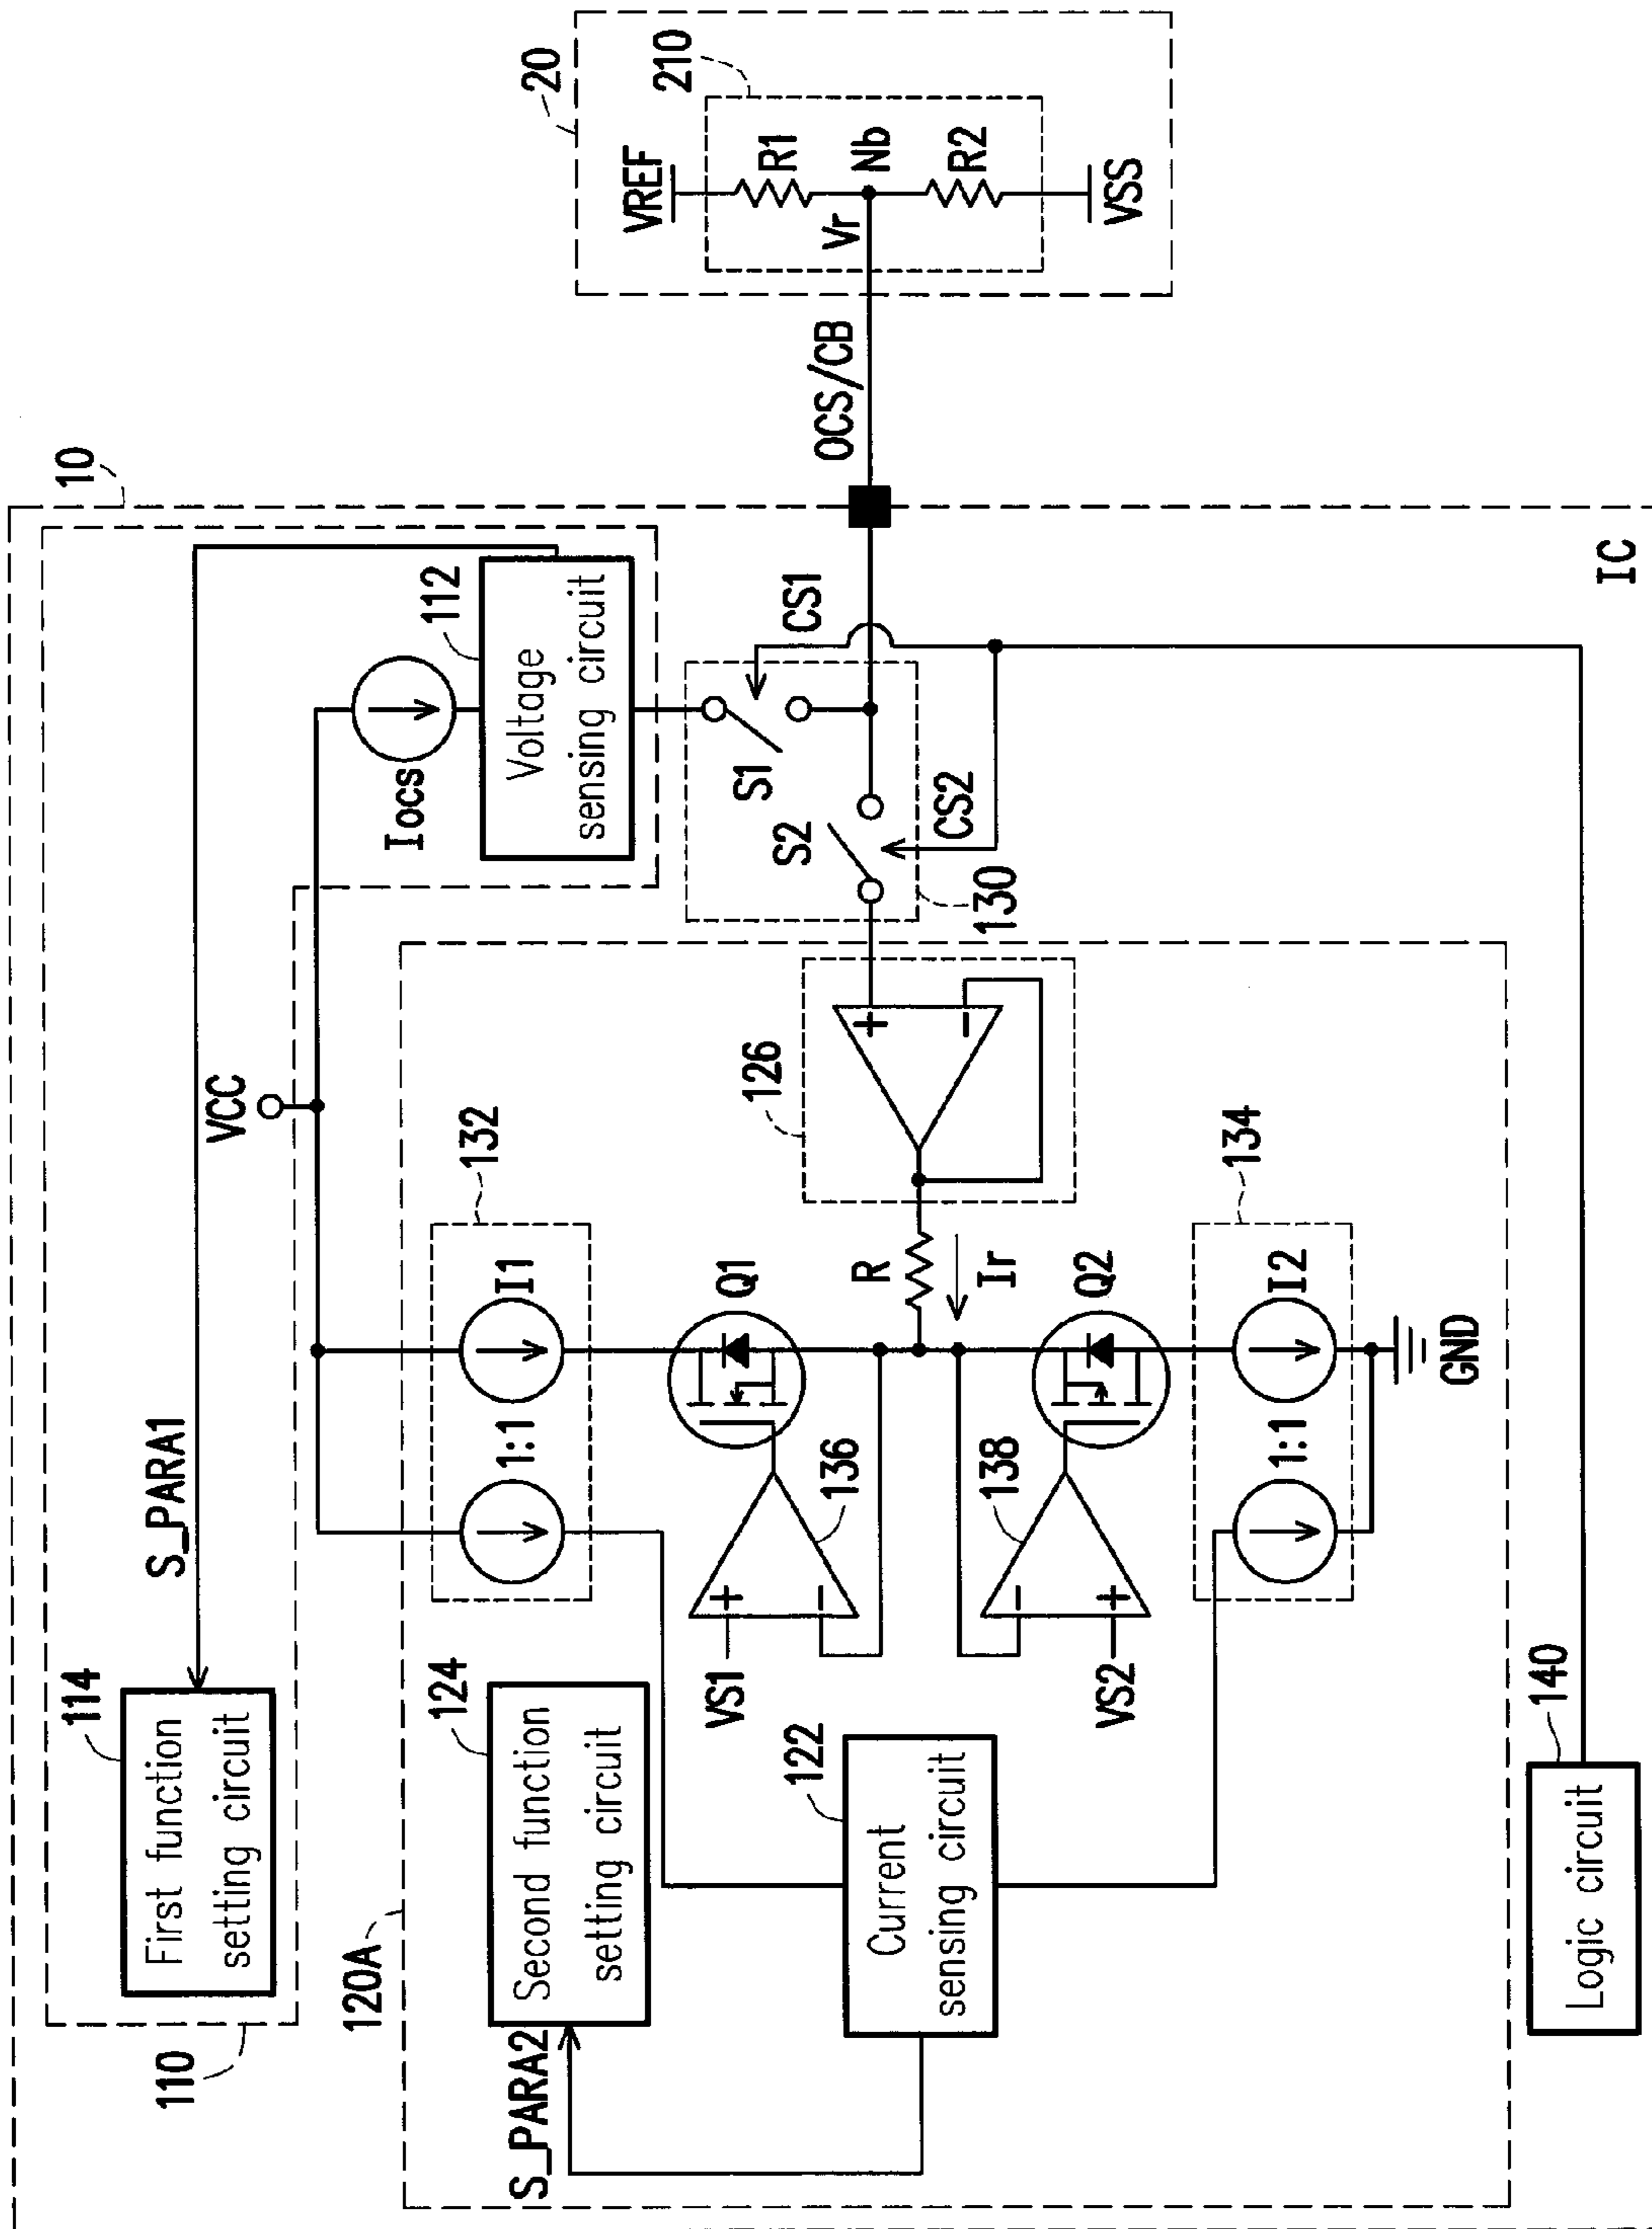 10
20
110
S_PARA1
114
First function
setting circuit
VCC
Iocs
112
Voltage
sensing circuit
VREF
210
R1
Vr
Nb
R2
VSS
OCS/CB
120A
S_PARA2
124
Second function
setting circuit
132
1:1
I1
S1
CS1
S2
CS2
130
VS1
+
−
136
Q1
126
+
−
R
Ir
122
Current
sensing circuit
VS2
−
+
138
Q2
134
1:1
I2
GND
140
Logic circuit
IC